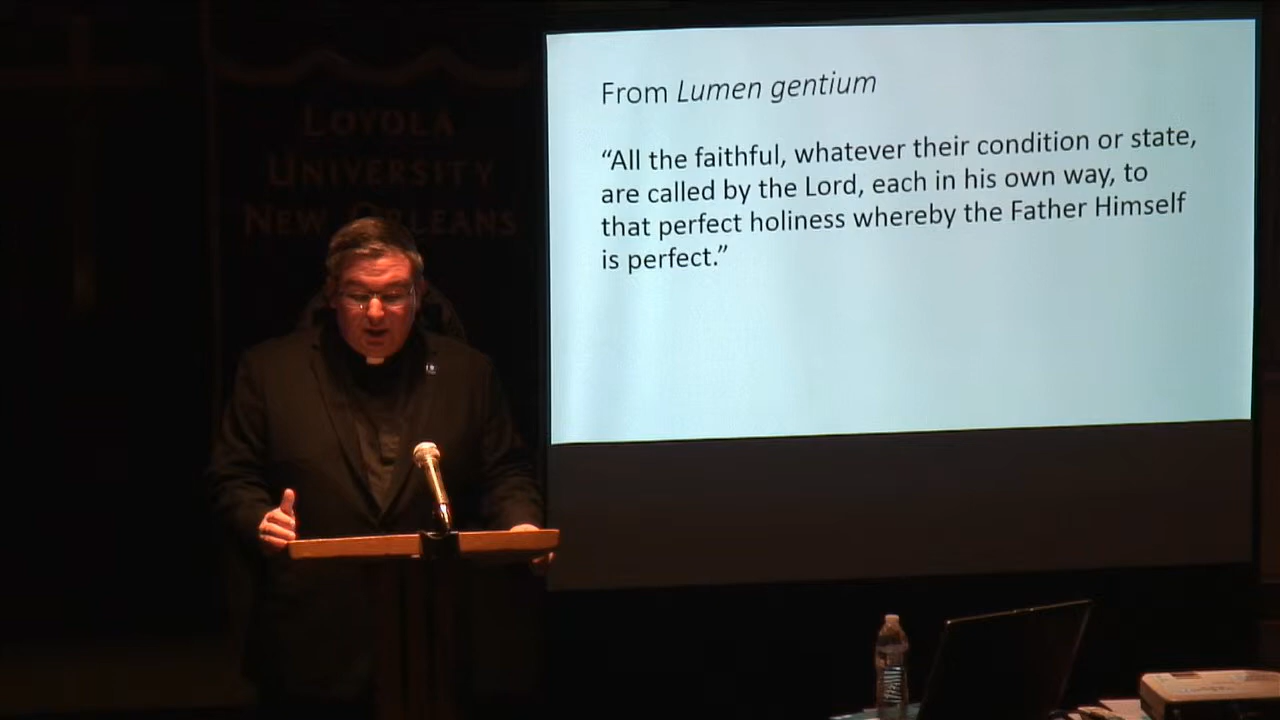 LOYOLA
UNIVERSITY
NEW ORLEANS
From Lumen gentium
“All the faithful, whatever their condition or state,
are called by the Lord, each in his own way, to
that perfect holiness whereby the Father Himself
is perfect.”